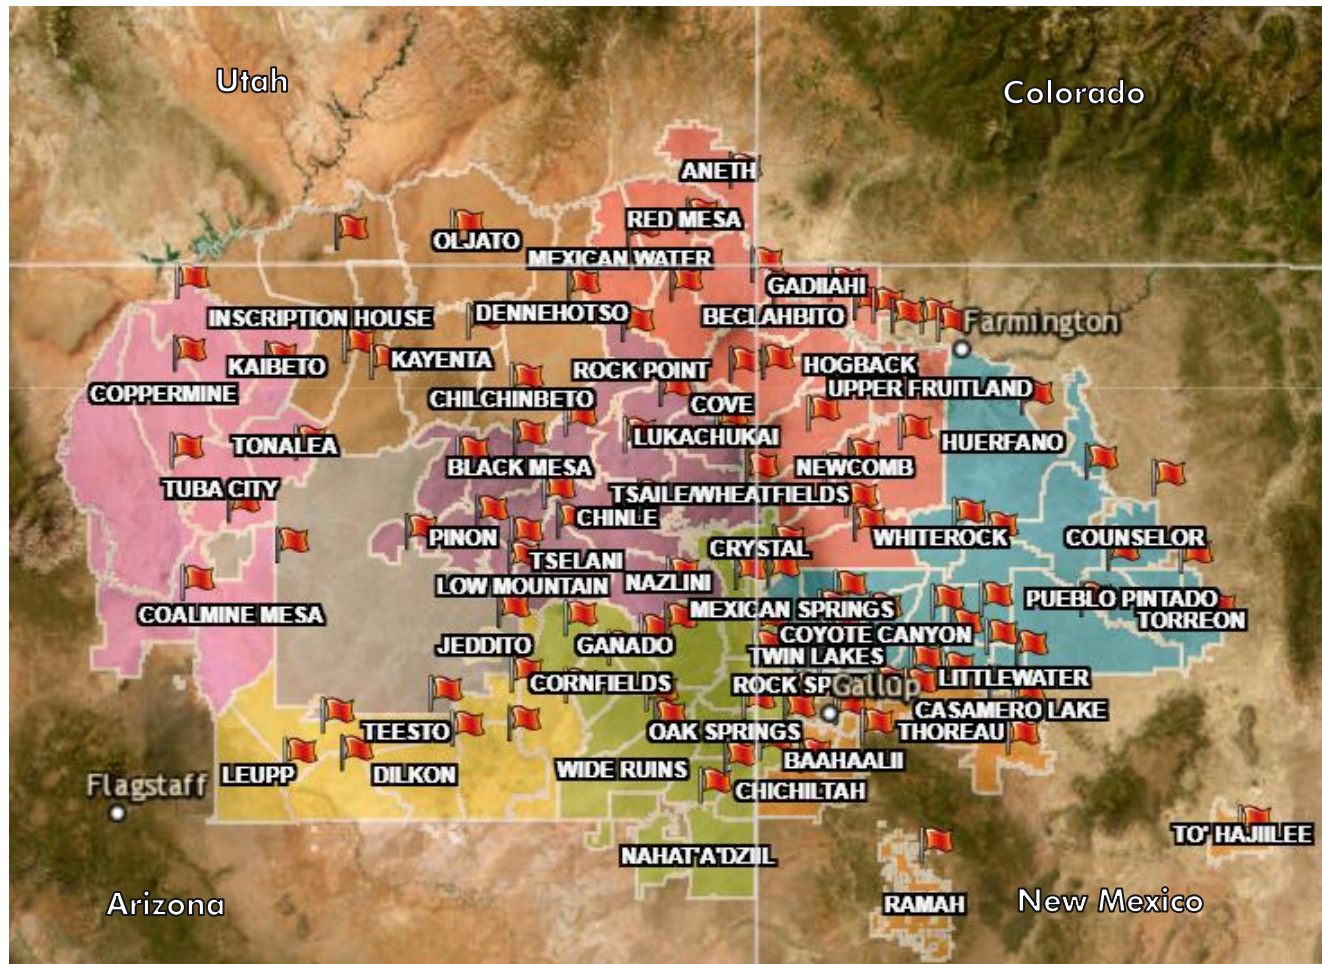 Utah
Colorado
ANETH
RED MESA
OLJATO
MEXICAN WATER
GADIIAHI
INSCRIPTION HOUSE
DENNEHOTSO
BECLAHBITO
Farmington
KAIBETO
KAYENTA
ROCK POINT
HOGBACK
COPPERMINE
CHILCHINBETO
COVE
UPPER FRUITLAND
TONALEA
LUKACHUKAI
HUERFANO
BLACK MESA
NEWCOMB
TUBA CITY
TSAILE/WHEATFIELDS
CHINLE
PINON
WHITEROCK
COUNSELOR
CRYSTAL
TSELANI
LOW MOUNTAIN
NAZLINI
PUEBLO PINTADO
COALMINE MESA
MEXICAN SPRINGS
TORREON
JEDDITO
GANADO
COYOTE CANYON
TWIN LAKES
CORNFIELDS
ROCK SP
Gallup
LITTLEWATER
CASAMERO LAKE
TEESTO
OAK SPRINGS
THOREAU
LEUPP
DILKON
WIDE RUINS
BAAHAALII
Flagstaff
CHICHILTAH
TO' HAJIILEE
NAHAT'A'DZIIL
Arizona
RAMAH
New Mexico